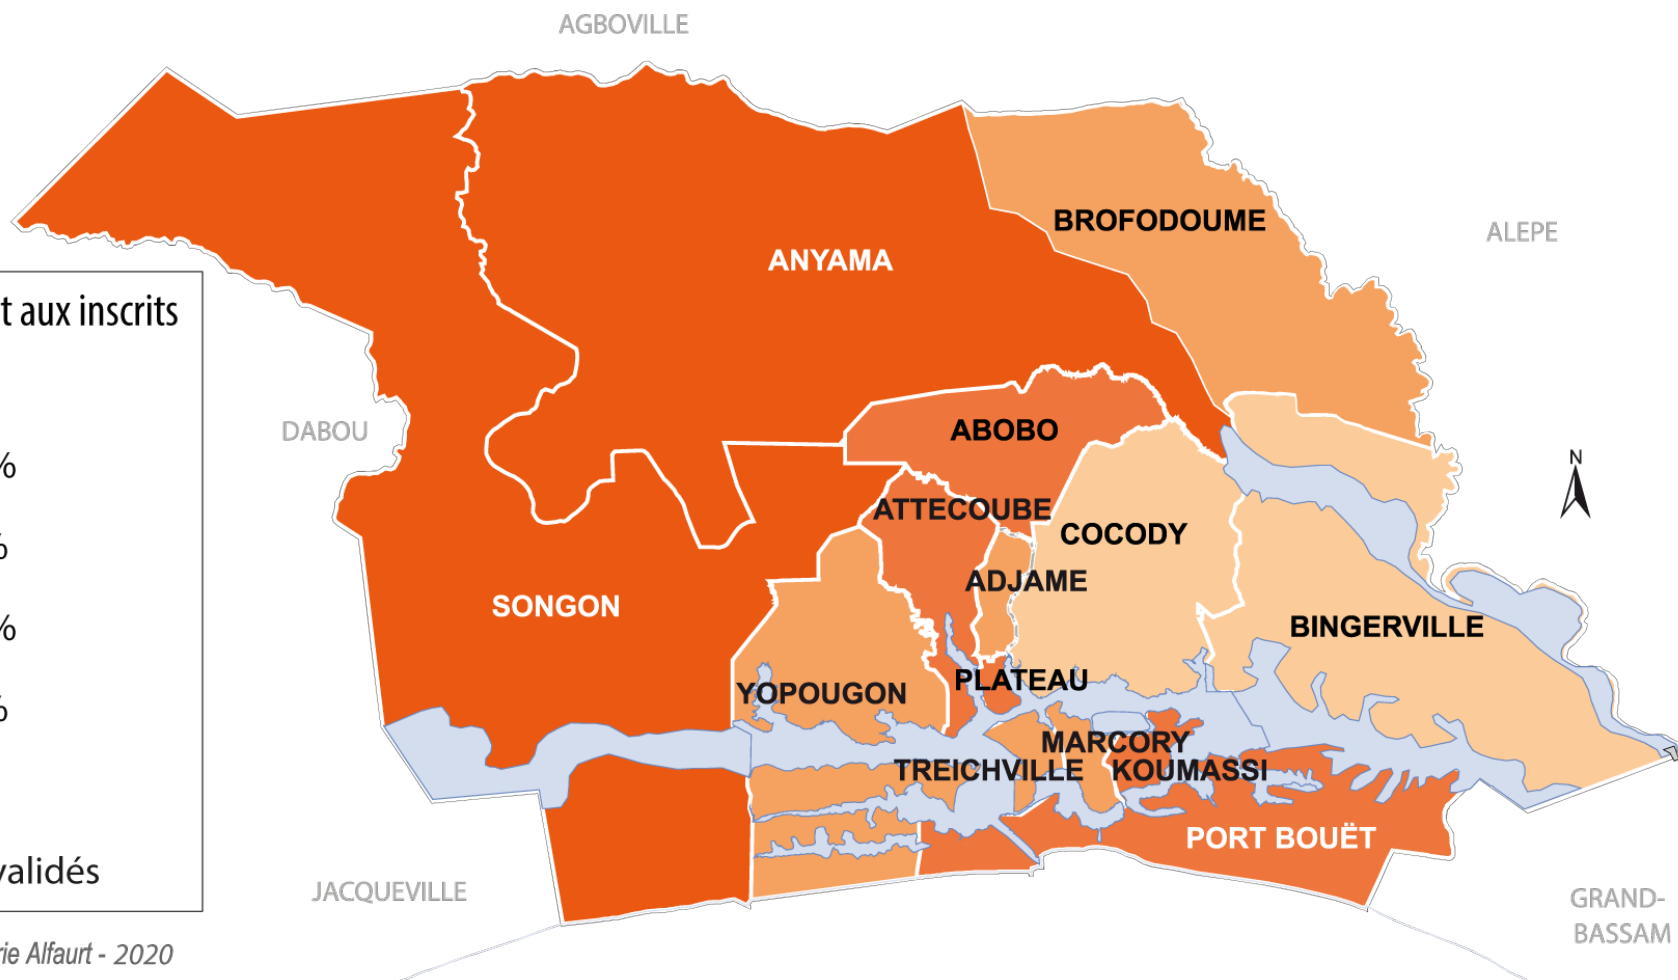 AGBOVILLE
BROFODOUME
ALEPE
ANYAMA
aux inscrits
DABOU
ABOBO
%
N
ATTECOUBE
COCODY
%
ADJAME
SONGON
BINGERVILLE
%
PLATEAU
YOPOUGON
%
MARCORY
TREICHVILLE
KOUMASSI
PORT BOUËT
validés
JACQUEVILLE
GRAND-
BASSAM
Alfaurt - 2020